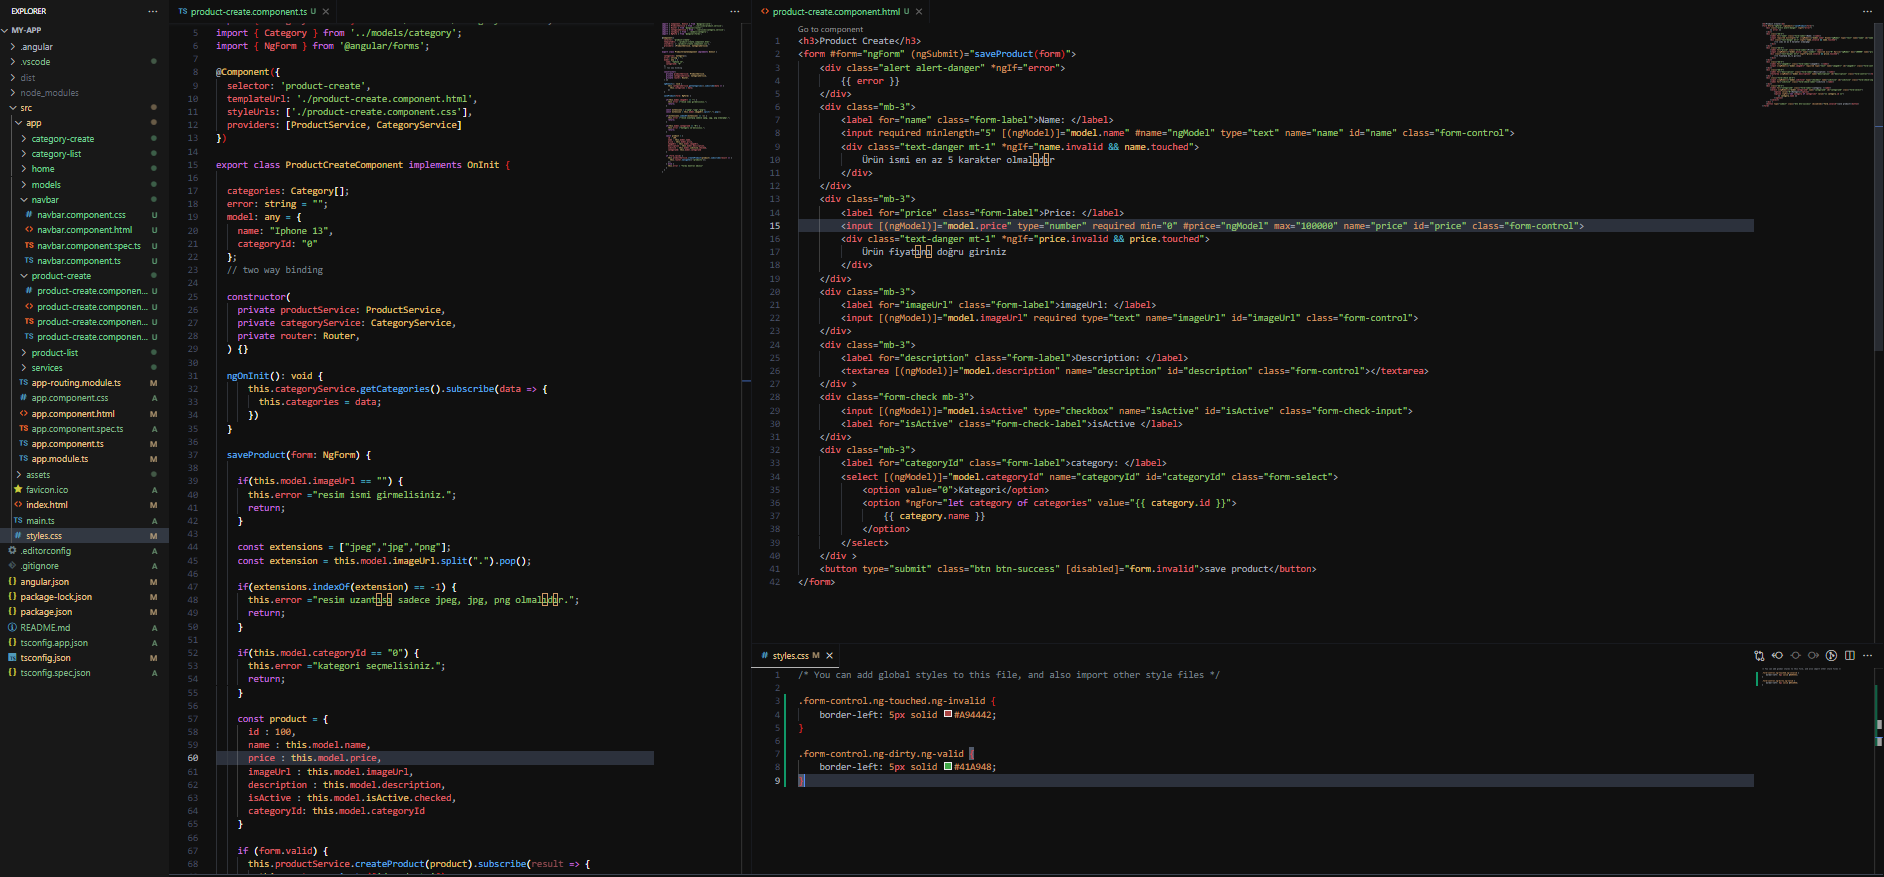 EXPLORER
MY-APP
.angular
.vscode
dist
node_modules
src
app
category-create
category-list
home
models
navbar
navbar.component.css U
navbar.component.html U
navbar.component.spec.ts U
navbar.component.ts U
product-create
product-create.componen... U
product-create.componen... U
product-create.componen... U
product-create.componen... U
product-list
services
app-routing.module.ts M
app.component.css A
app.component.html M
app.component.spec.ts A
app.component.ts M
app.module.ts M
assets
favicon.ico A
index.html M
main.ts A
styles.css M
.editorconfig A
.gitignore A
angular.json M
package-lock.json M
package.json M
README.md A
tsconfig.app.json A
tsconfig.json M
tsconfig.spec.json A
TS product-create.component.ts U
5 import { Category } from '../models/category';
6 import { NgForm } from '@angular/forms';
7
8 @Component({
9 selector: 'product-create',
10 templateUrl: './product-create.component.html',
11 styleUrls: ['./product-create.component.css'],
12 providers: [ProductService, CategoryService]
13 })
14
15 export class ProductCreateComponent implements OnInit {
16
17 categories: Category[];
18 error: string = "";
19 model: any = {
20 name: "Iphone 13",
21 categoryId: "0"
22 };
23 // two way binding
24
25 constructor(
26 private productService: ProductService,
27 private categoryService: CategoryService,
28 private router: Router,
29 ) {}
30
31 ngOnInit(): void {
32 this.categoryService.getCategories().subscribe(data => {
33 this.categories = data;
34 })
35 }
36
37 saveProduct(form: NgForm) {
38
39 if(this.model.imageUrl == "") {
40 this.error ="resim ismi girmelisiniz.";
41 return;
42 }
43
44 const extensions = ["jpeg","jpg","png"];
45 const extension = this.model.imageUrl.split(".").pop();
46
47 if(extensions.indexOf(extension) == -1) {
48 this.error ="resim uzantısı sadece jpeg, jpg, png olmalıdır.";
49 return;
50 }
51
52 if(this.model.categoryId == "0") {
53 this.error ="kategori seçmelisiniz.";
54 return;
55 }
56
57 const product = {
58 id : 100,
59 name : this.model.name,
60 price : this.model.price,
61 imageUrl : this.model.imageUrl,
62 description : this.model.description,
63 isActive : this.model.isActive.checked,
64 categoryId: this.model.categoryId
65 }
66
67 if (form.valid) {
68 this.productService.createProduct(product).subscribe(result => {
product-create.component.html U
Go to component
1 <h3>Product Create</h3>
2 <form #form="ngForm" (ngSubmit)="saveProduct(form)">
3 <div class="alert alert-danger" *ngIf="error">
4 {{ error }}
5 </div>
6 <div class="mb-3">
7 <label for="name" class="form-label">Name: </label>
8 <input required minlength="5" [(ngModel)]="model.name" #name="ngModel" type="text" name="name" id="name" class="form-control">
9 <div class="text-danger mt-1" *ngIf="name.invalid && name.touched">
10 Ürün ismi en az 5 karakter olmalıdır
11 </div>
12 </div>
13 <div class="mb-3">
14 <label for="price" class="form-label">Price: </label>
15 <input [(ngModel)]="model.price" type="number" required min="0" #price="ngModel" max="100000" name="price" id="price" class="form-control">
16 <div class="text-danger mt-1" *ngIf="price.invalid && price.touched">
17 Ürün fiyatını doğru giriniz
18 </div>
19 </div>
20 <div class="mb-3">
21 <label for="imageUrl" class="form-label">imageUrl: </label>
22 <input [(ngModel)]="model.imageUrl" required type="text" name="imageUrl" id="imageUrl" class="form-control">
23 </div>
24 <div class="mb-3">
25 <label for="description" class="form-label">Description: </label>
26 <textarea [(ngModel)]="model.description" name="description" id="description" class="form-control"></textarea>
27 </div >
28 <div class="form-check mb-3">
29 <input [(ngModel)]="model.isActive" type="checkbox" name="isActive" id="isActive" class="form-check-input">
30 <label for="isActive" class="form-check-label">isActive </label>
31 </div>
32 <div class="mb-3">
33 <label for="categoryId" class="form-label">category: </label>
34 <select [(ngModel)]="model.categoryId" name="categoryId" id="categoryId" class="form-select">
35 <option value="0">Kategori</option>
36 <option *ngFor="let category of categories" value="{{ category.id }}">
37 {{ category.name }}
38 </option>
39 </select>
40 </div >
41 <button type="submit" class="btn btn-success" [disabled]="form.invalid">save product</button>
42 </form>
# styles.css M
1 /* You can add global styles to this file, and also import other style files */
2
3 .form-control.ng-touched.ng-invalid {
4 border-left: 5px solid #A94442;
5 }
6
7 .form-control.ng-dirty.ng-valid {
8 border-left: 5px solid #41A948;
9 }